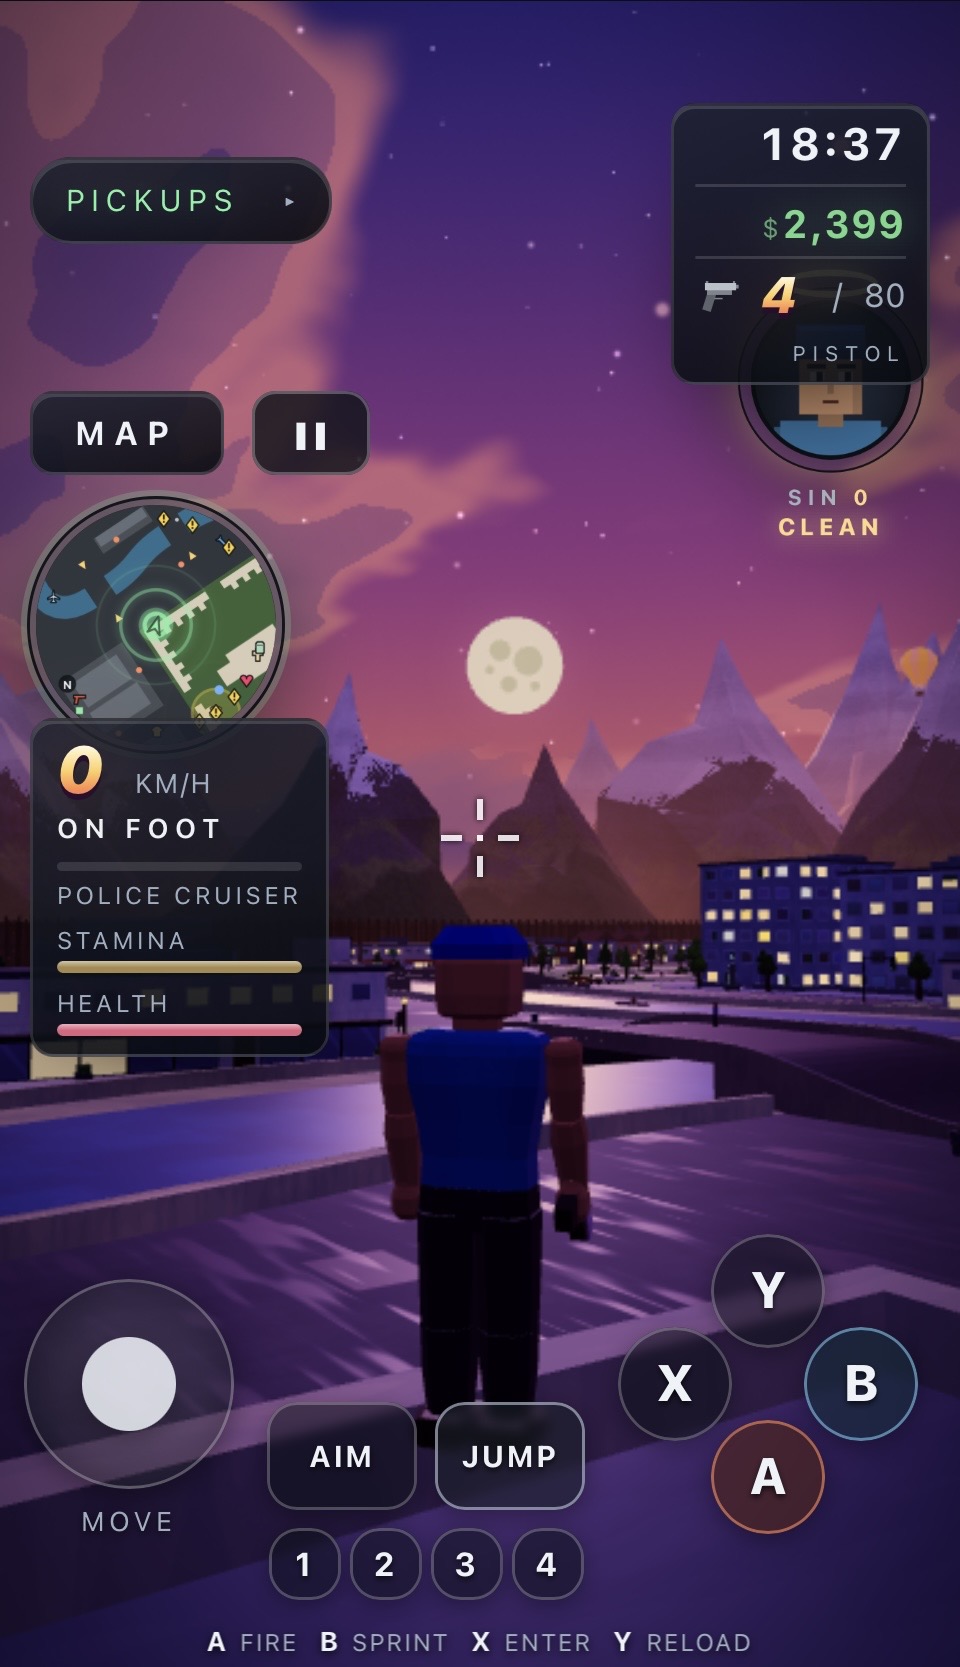 18:37
PICKUPS
$2,399
4 / 80
PISTOL
MAP
SIN 0
CLEAN
N
0 KM/H
ON FOOT
POLICE CRUISER
STAMINA
HEALTH
Y
X
B
A
AIM
JUMP
MOVE
1 2 3 4
A FIRE B SPRINT X ENTER Y RELOAD